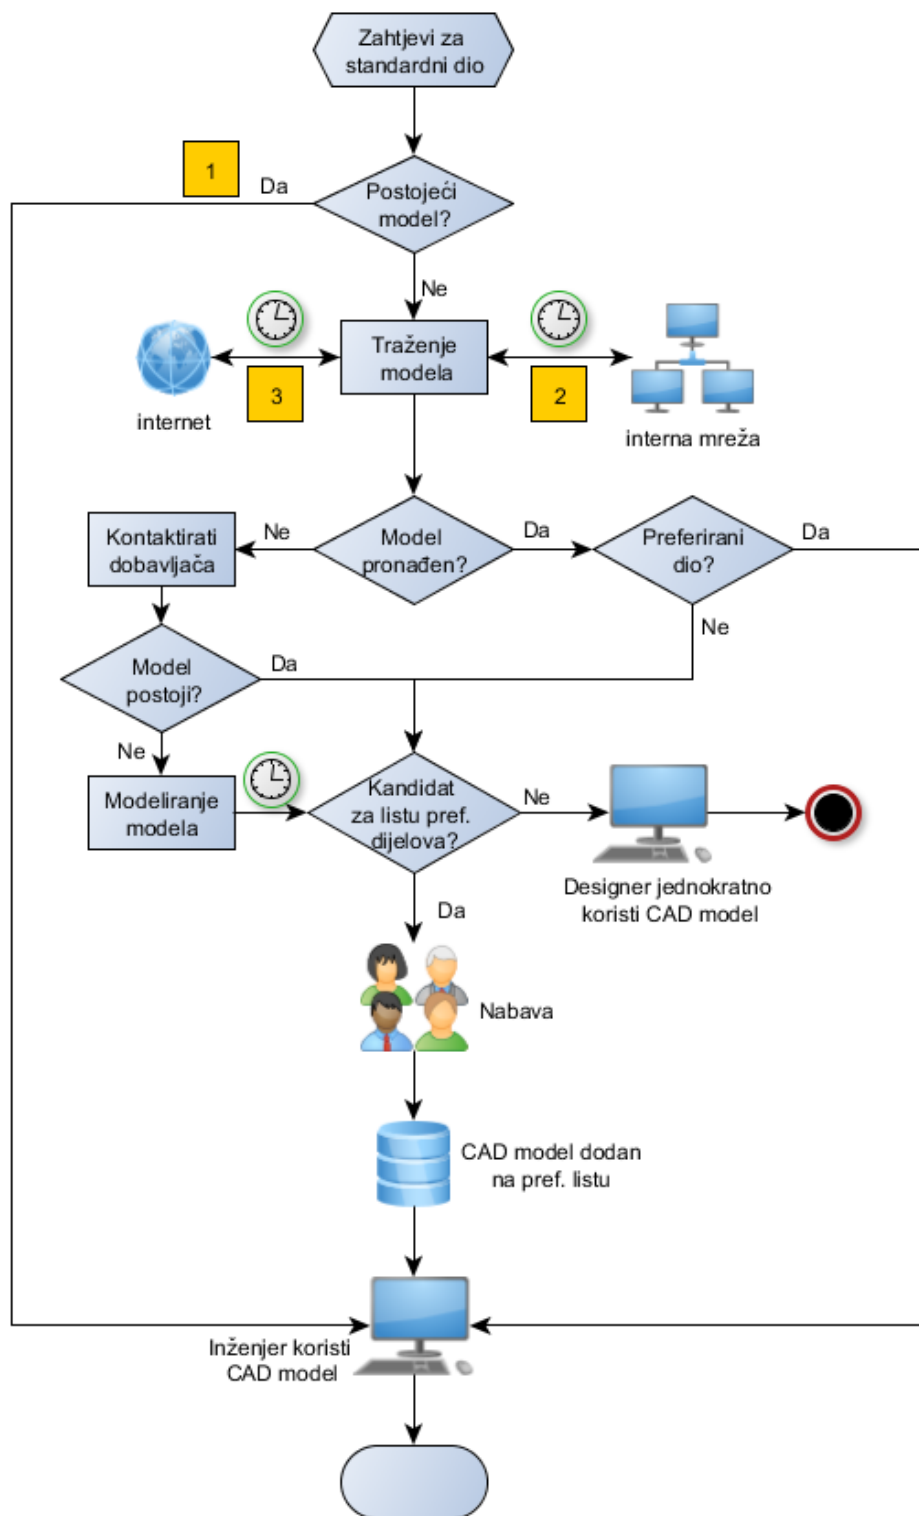 Zahtjevi za
standardni dio
1
Da
Postojeći
model?
Ne
Traženje
modela
3
2
internet
interna mreža
Kontaktirati
dobavljača
Ne
Model
pronađen?
Da
Preferirani
dio?
Da
Ne
Model
postoji?
Da
Ne
Modeliranje
modela
Kandidat
za listu pref.
dijelova?
Ne
Designer jednokratno
koristi CAD model
Da
Nabava
CAD model dodan
na pref. listu
Inženjer koristi
CAD model